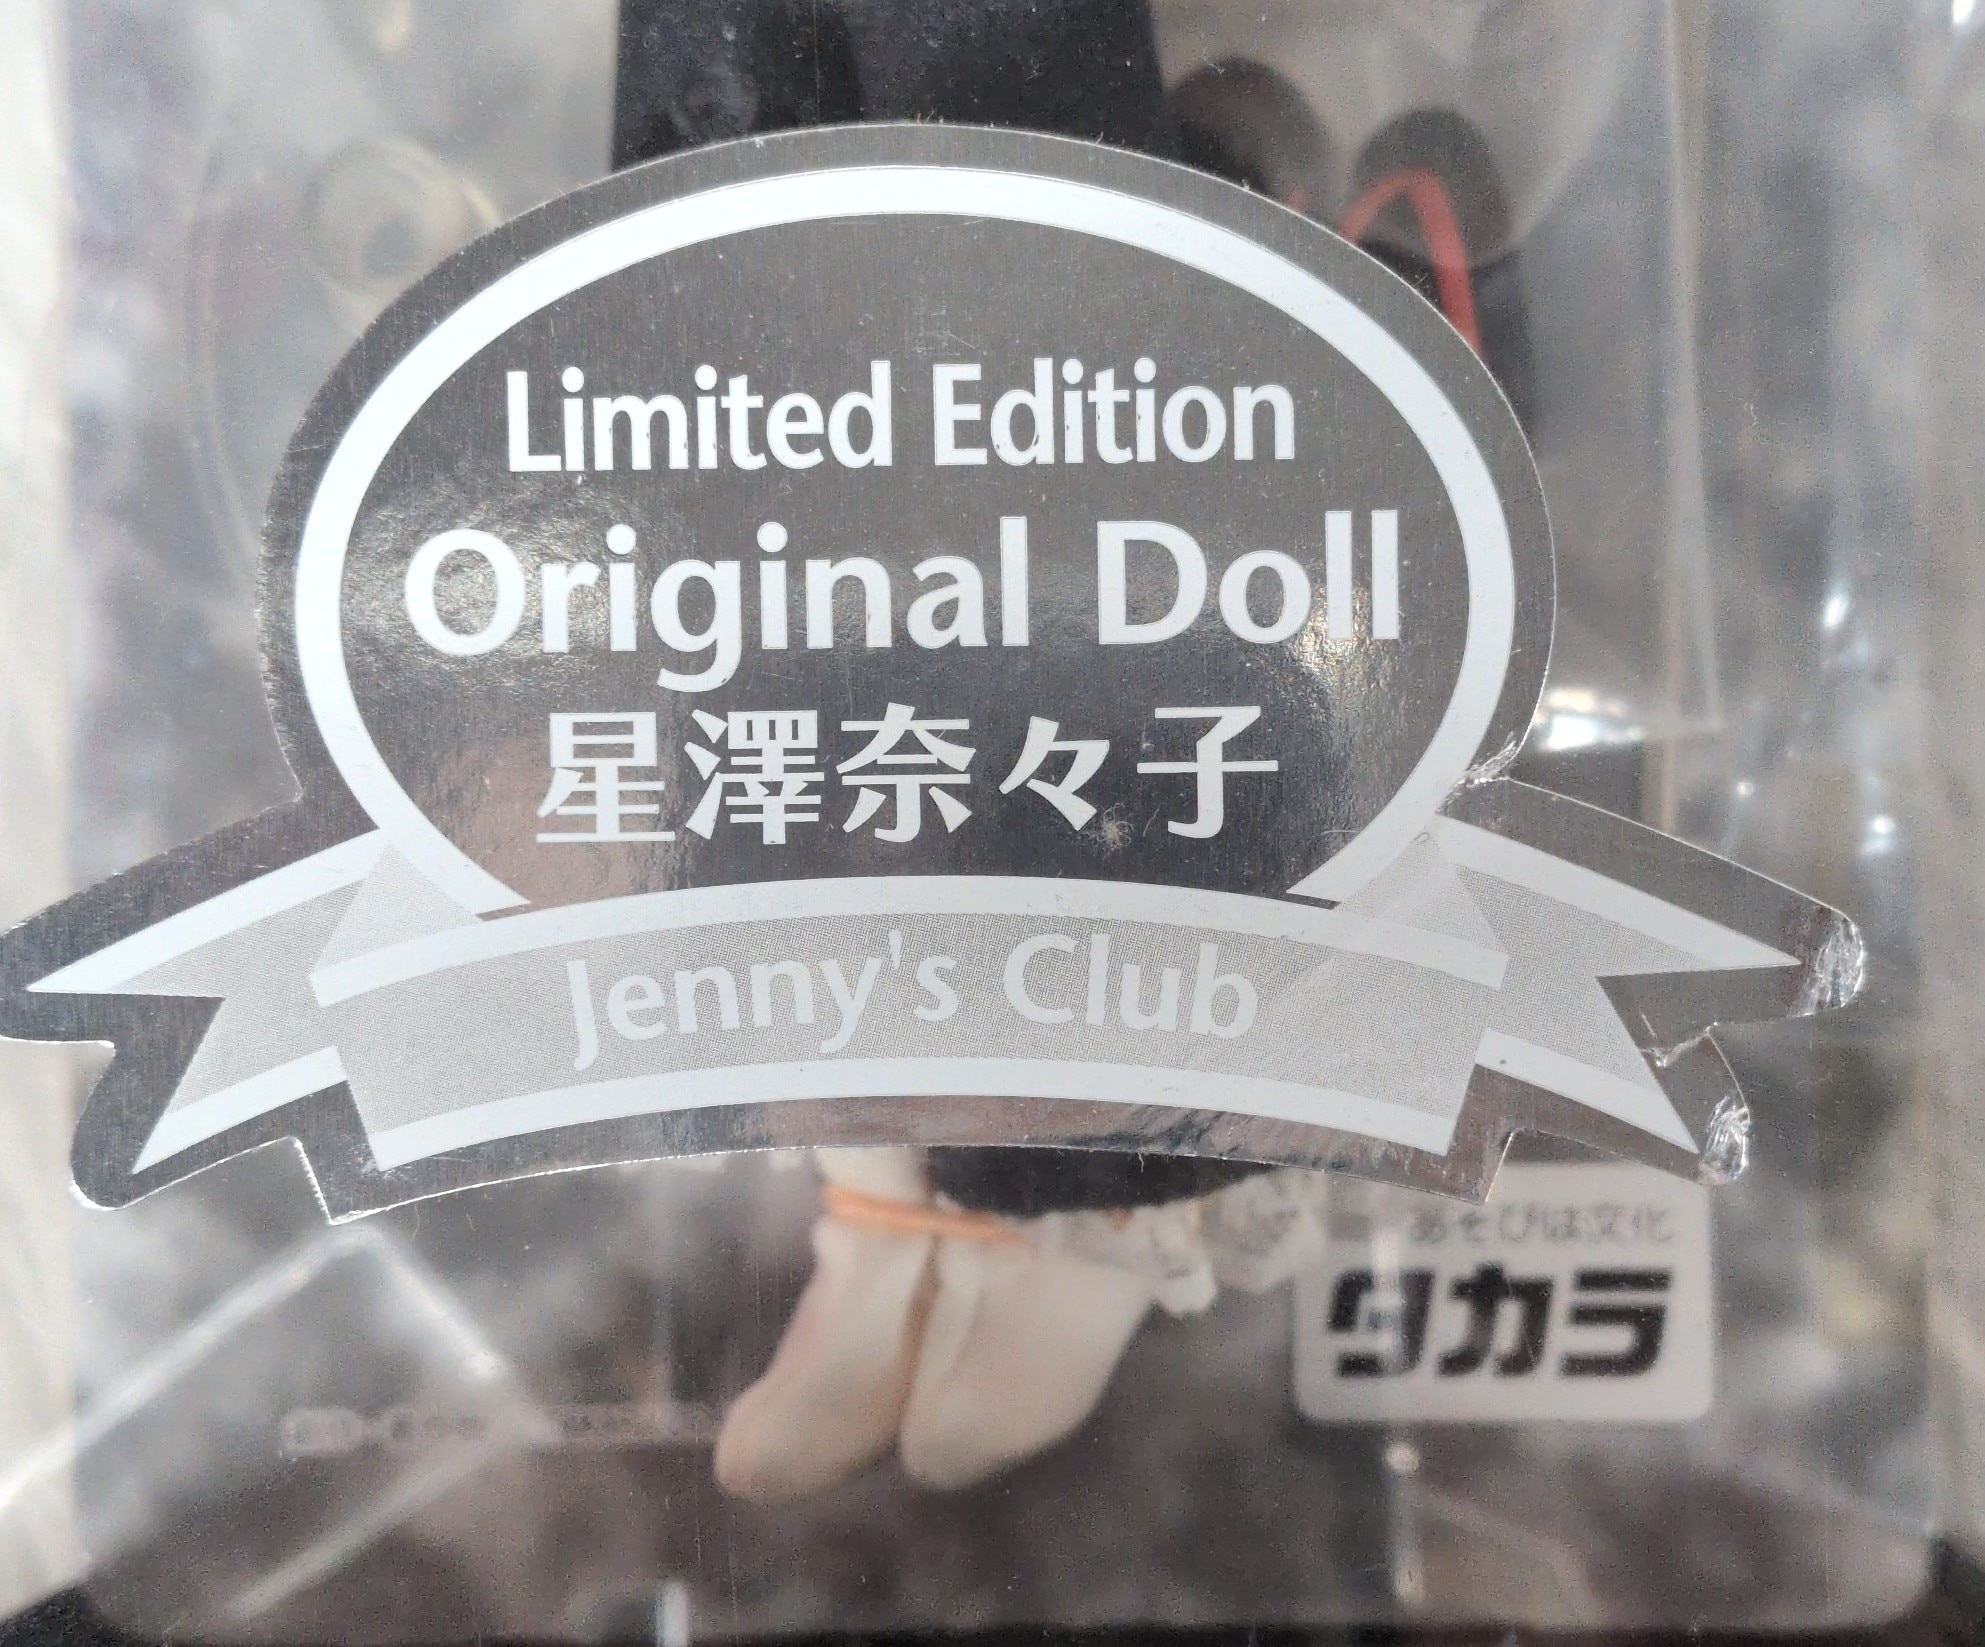 Limited Edition
Original Doll
星澤奈々子
Jenny's Club
あそびは文化
タカラ